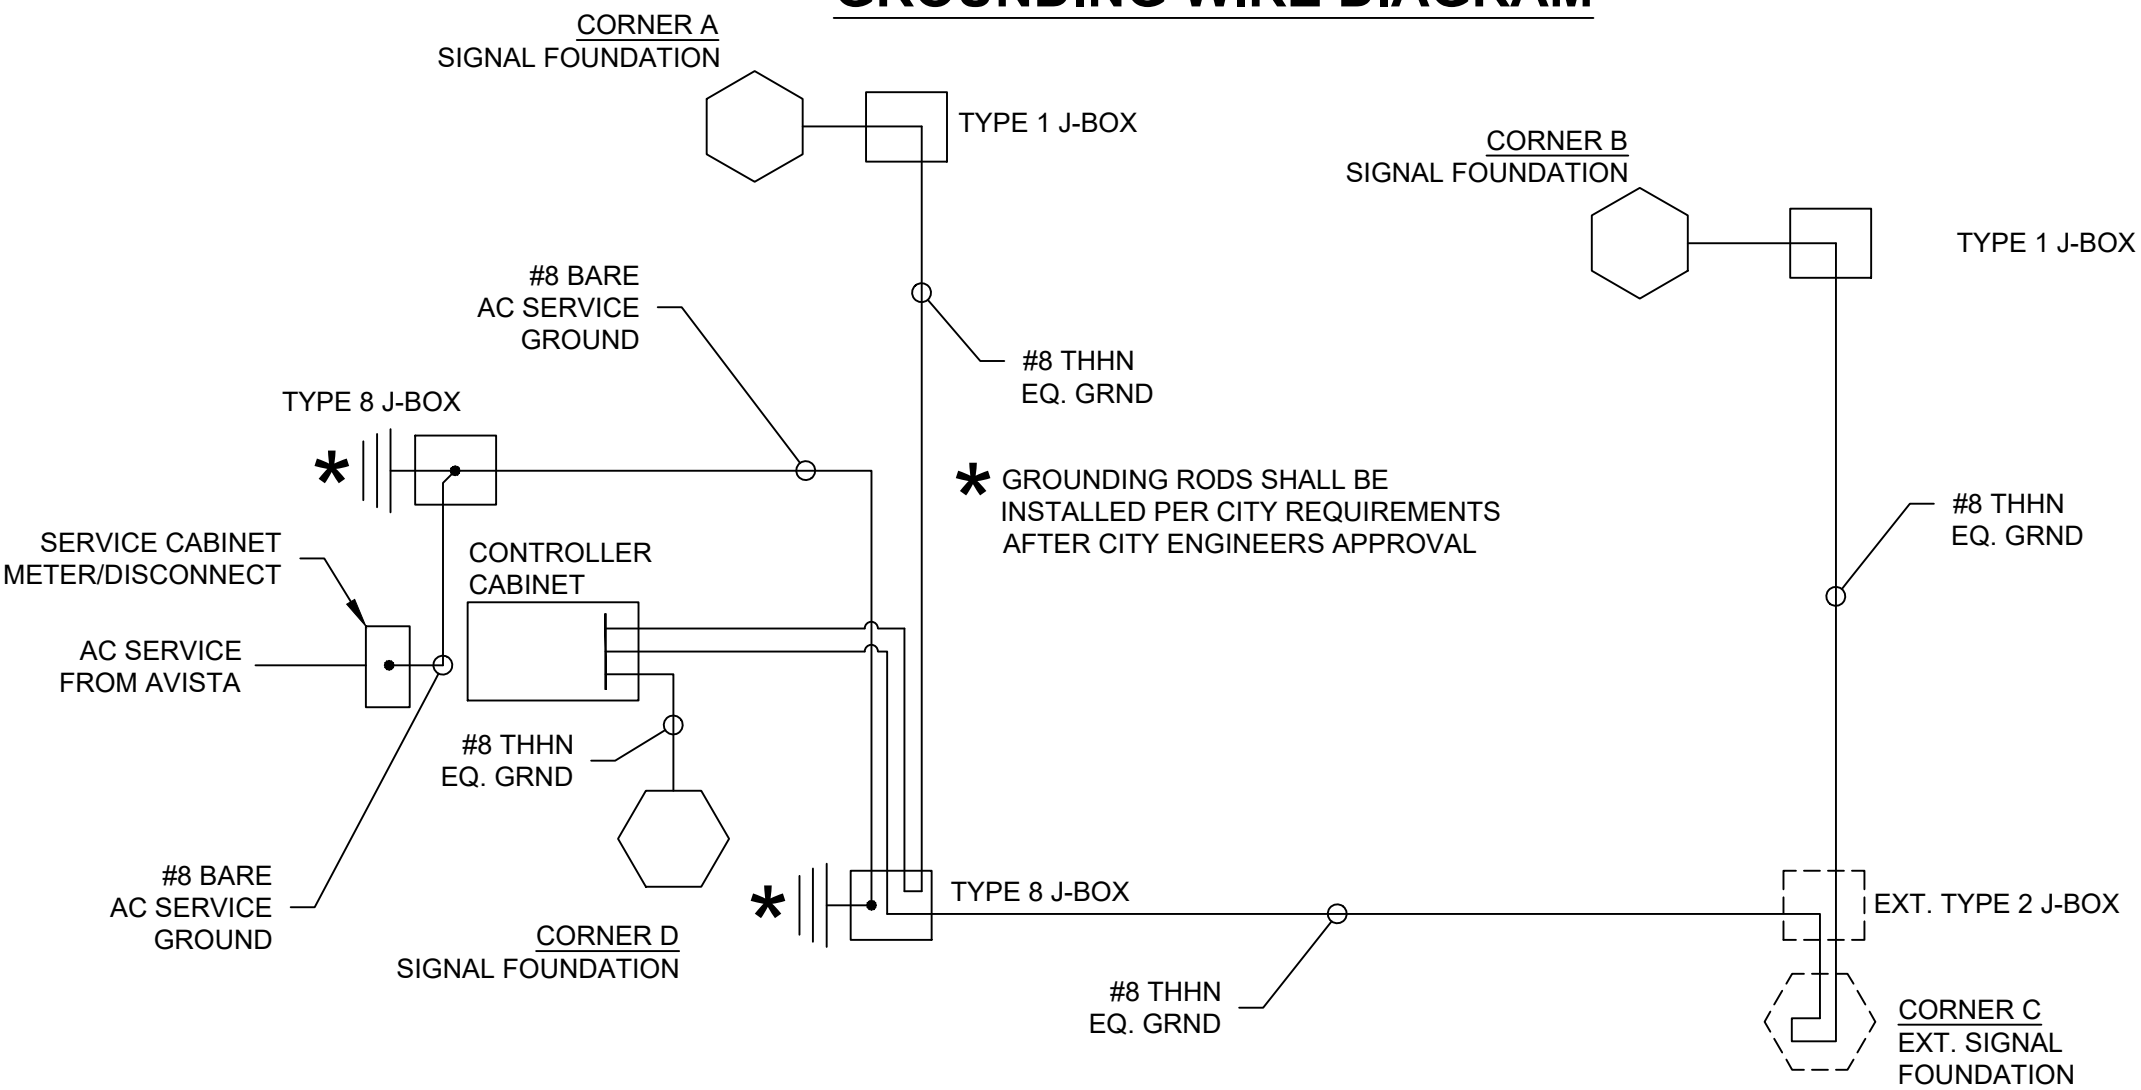 GROUNDING WIRE DIAGRAM
CORNER A
SIGNAL FOUNDATION
TYPE 1 J-BOX
CORNER B
SIGNAL FOUNDATION
TYPE 1 J-BOX
#8 BARE
AC SERVICE
GROUND
#8 THHN
EQ. GRND
TYPE 8 J-BOX
*
* GROUNDING RODS SHALL BE
INSTALLED PER CITY REQUIREMENTS
AFTER CITY ENGINEERS APPROVAL
#8 THHN
EQ. GRND
SERVICE CABINET
METER/DISCONNECT
CONTROLLER
CABINET
AC SERVICE
FROM AVISTA
#8 THHN
EQ. GRND
#8 BARE
AC SERVICE
GROUND
*
TYPE 8 J-BOX
EXT. TYPE 2 J-BOX
CORNER D
SIGNAL FOUNDATION
#8 THHN
EQ. GRND
CORNER C
EXT. SIGNAL
FOUNDATION